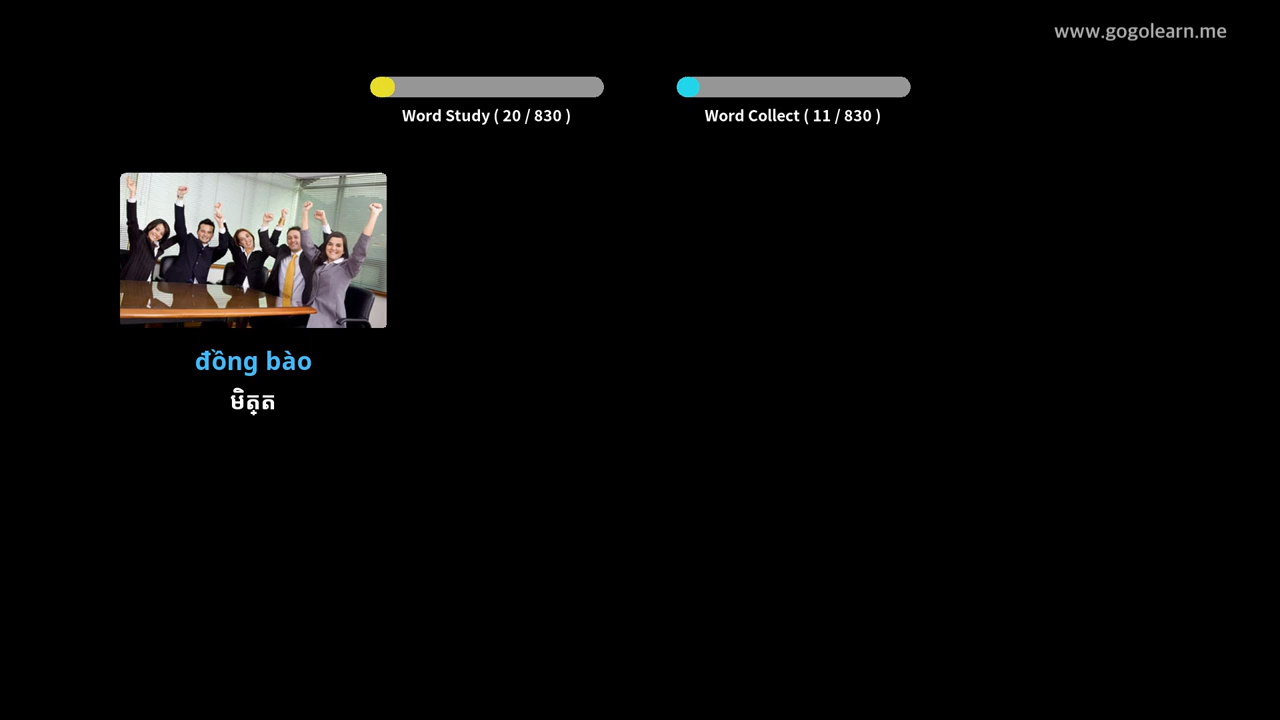 www.gogolearn.me
Word Study ( 20 / 830 )
Word Collect ( 11 / 830 )
đồng bào
មិត្ត